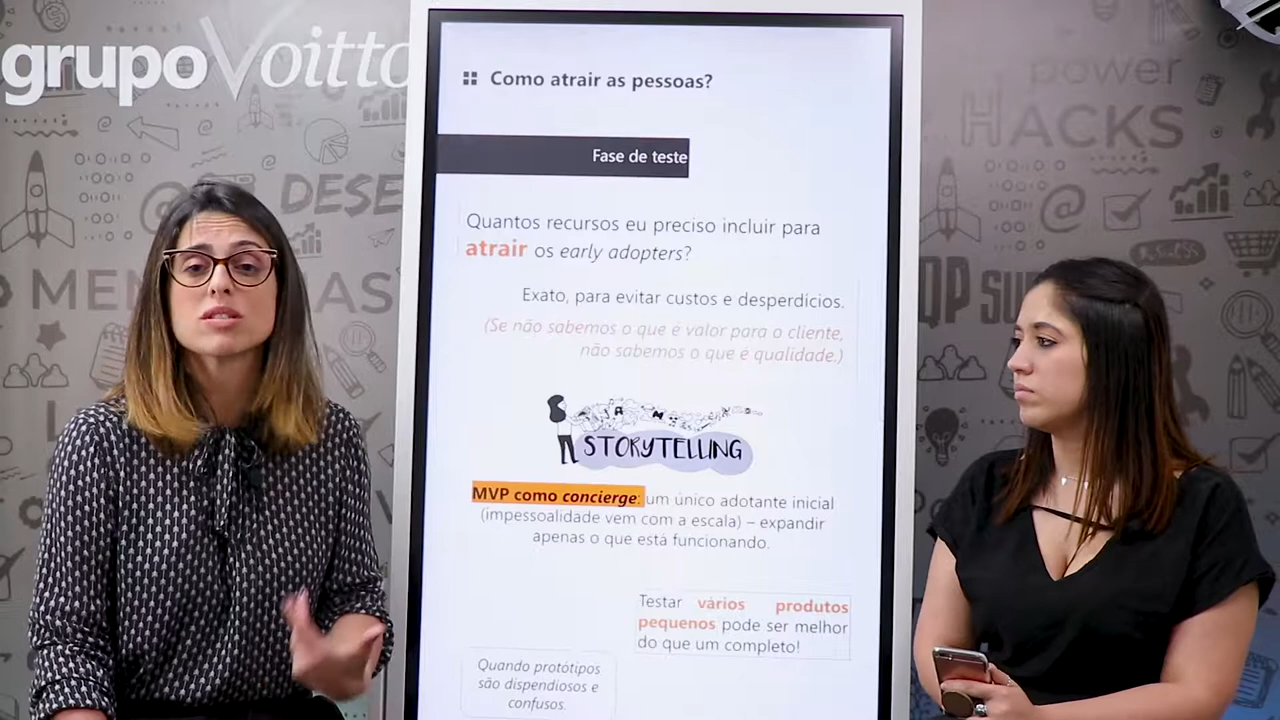 grupoVoitto
power
HACKS
DESE
Como atrair as pessoas?
Fase de teste
Quantos recursos eu preciso incluir para
atrair os early adopters?
Exato, para evitar custos e desperdícios.
(Se não sabemos o que é valor para o cliente,
não sabemos o que é qualidade.)
STORYTELLING
MVP como concierge: um único adotante inicial
(impessoalidade vem com a escala) – expandir
apenas o que está funcionando.
Testar vários produtos
pequenos pode ser melhor
do que um completo!
Quando protótipos
são dispendiosos e
confusos.